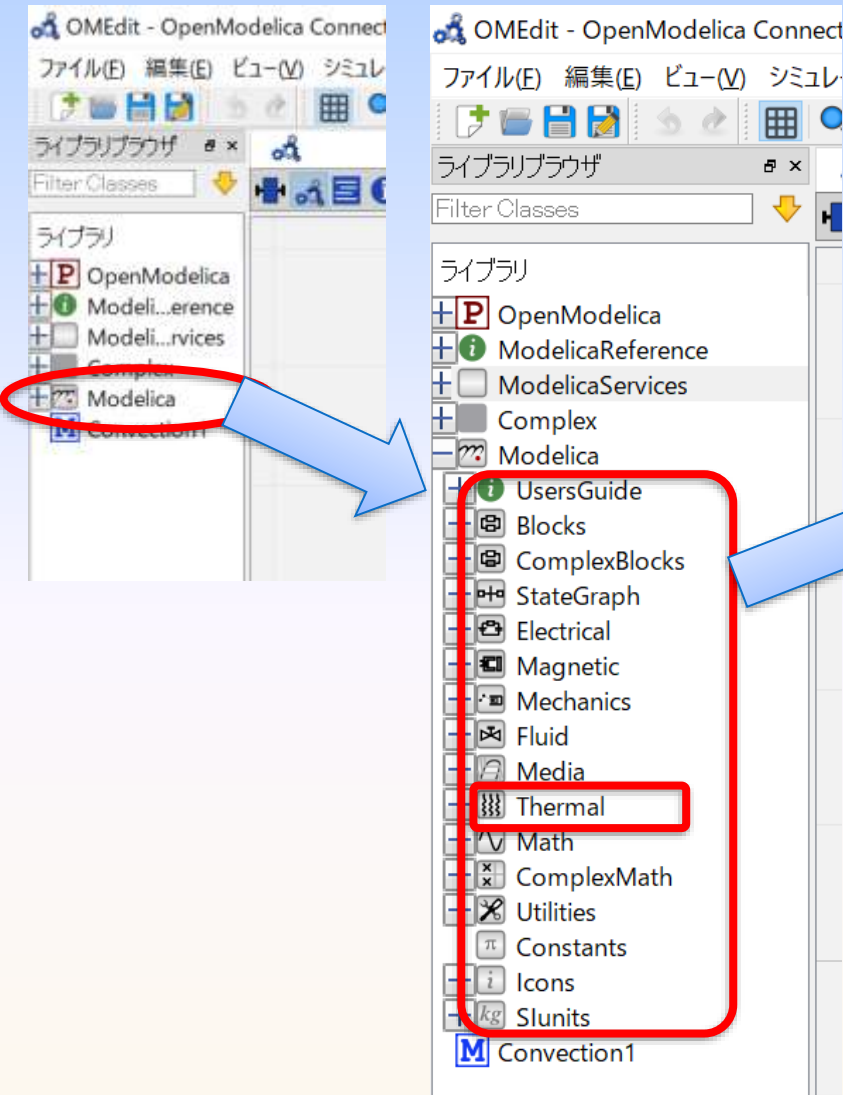 OMEdit - OpenModelica Connect
ファイル(F) 編集(E) ビュー(V) シミュレ
ライブラリブラウザ
Filter Classes
ライブラリ
P OpenModelica
i Modeli...erence
Modeli...rvices
Complex
Modelica
M Convection1
OMEdit - OpenModelica Connect
ファイル(F) 編集(E) ビュー(V) シミュレ
ライブラリブラウザ
Filter Classes
ライブラリ
P OpenModelica
i ModelicaReference
ModelicaServices
Complex
Modelica
i UsersGuide
Blocks
ComplexBlocks
StateGraph
Electrical
Magnetic
Mechanics
Fluid
Media
Thermal
Math
x x ComplexMath
Utilities
π Constants
i Icons
kg SIunits
M Convection1